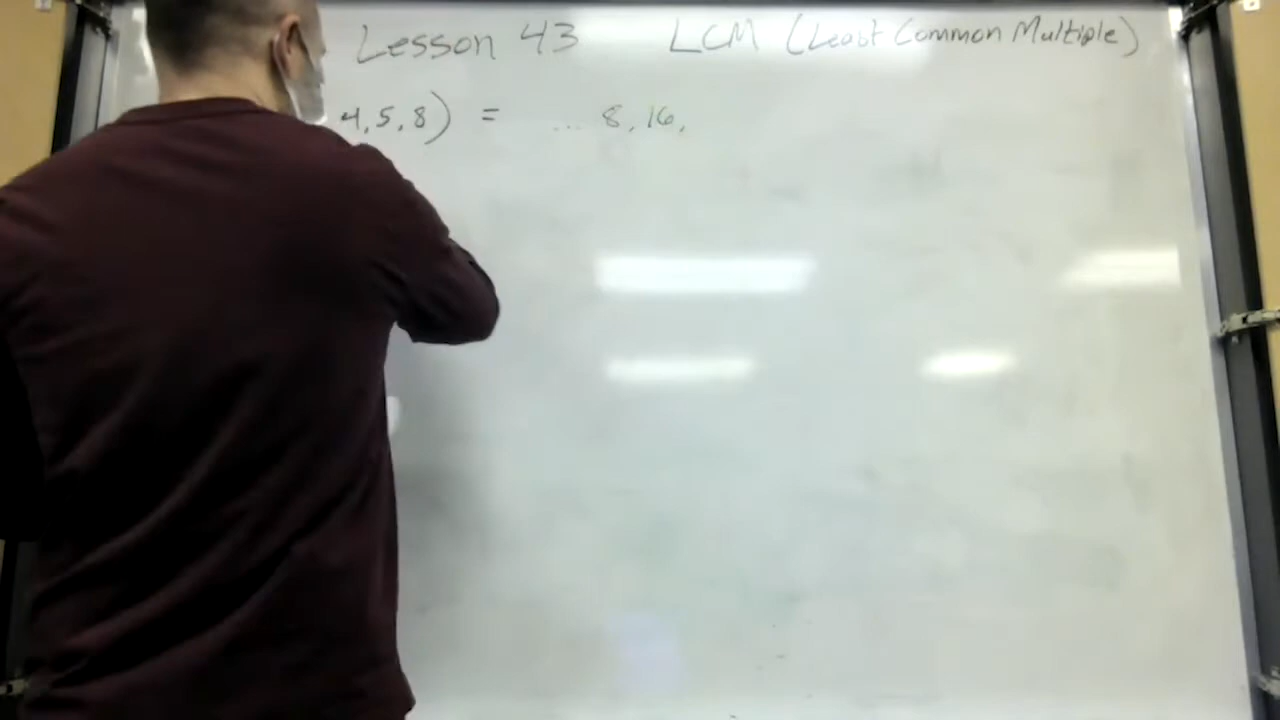 Lesson 43 LCM (Least Common Multiple)
4, 5, 8) = ... 8, 16,